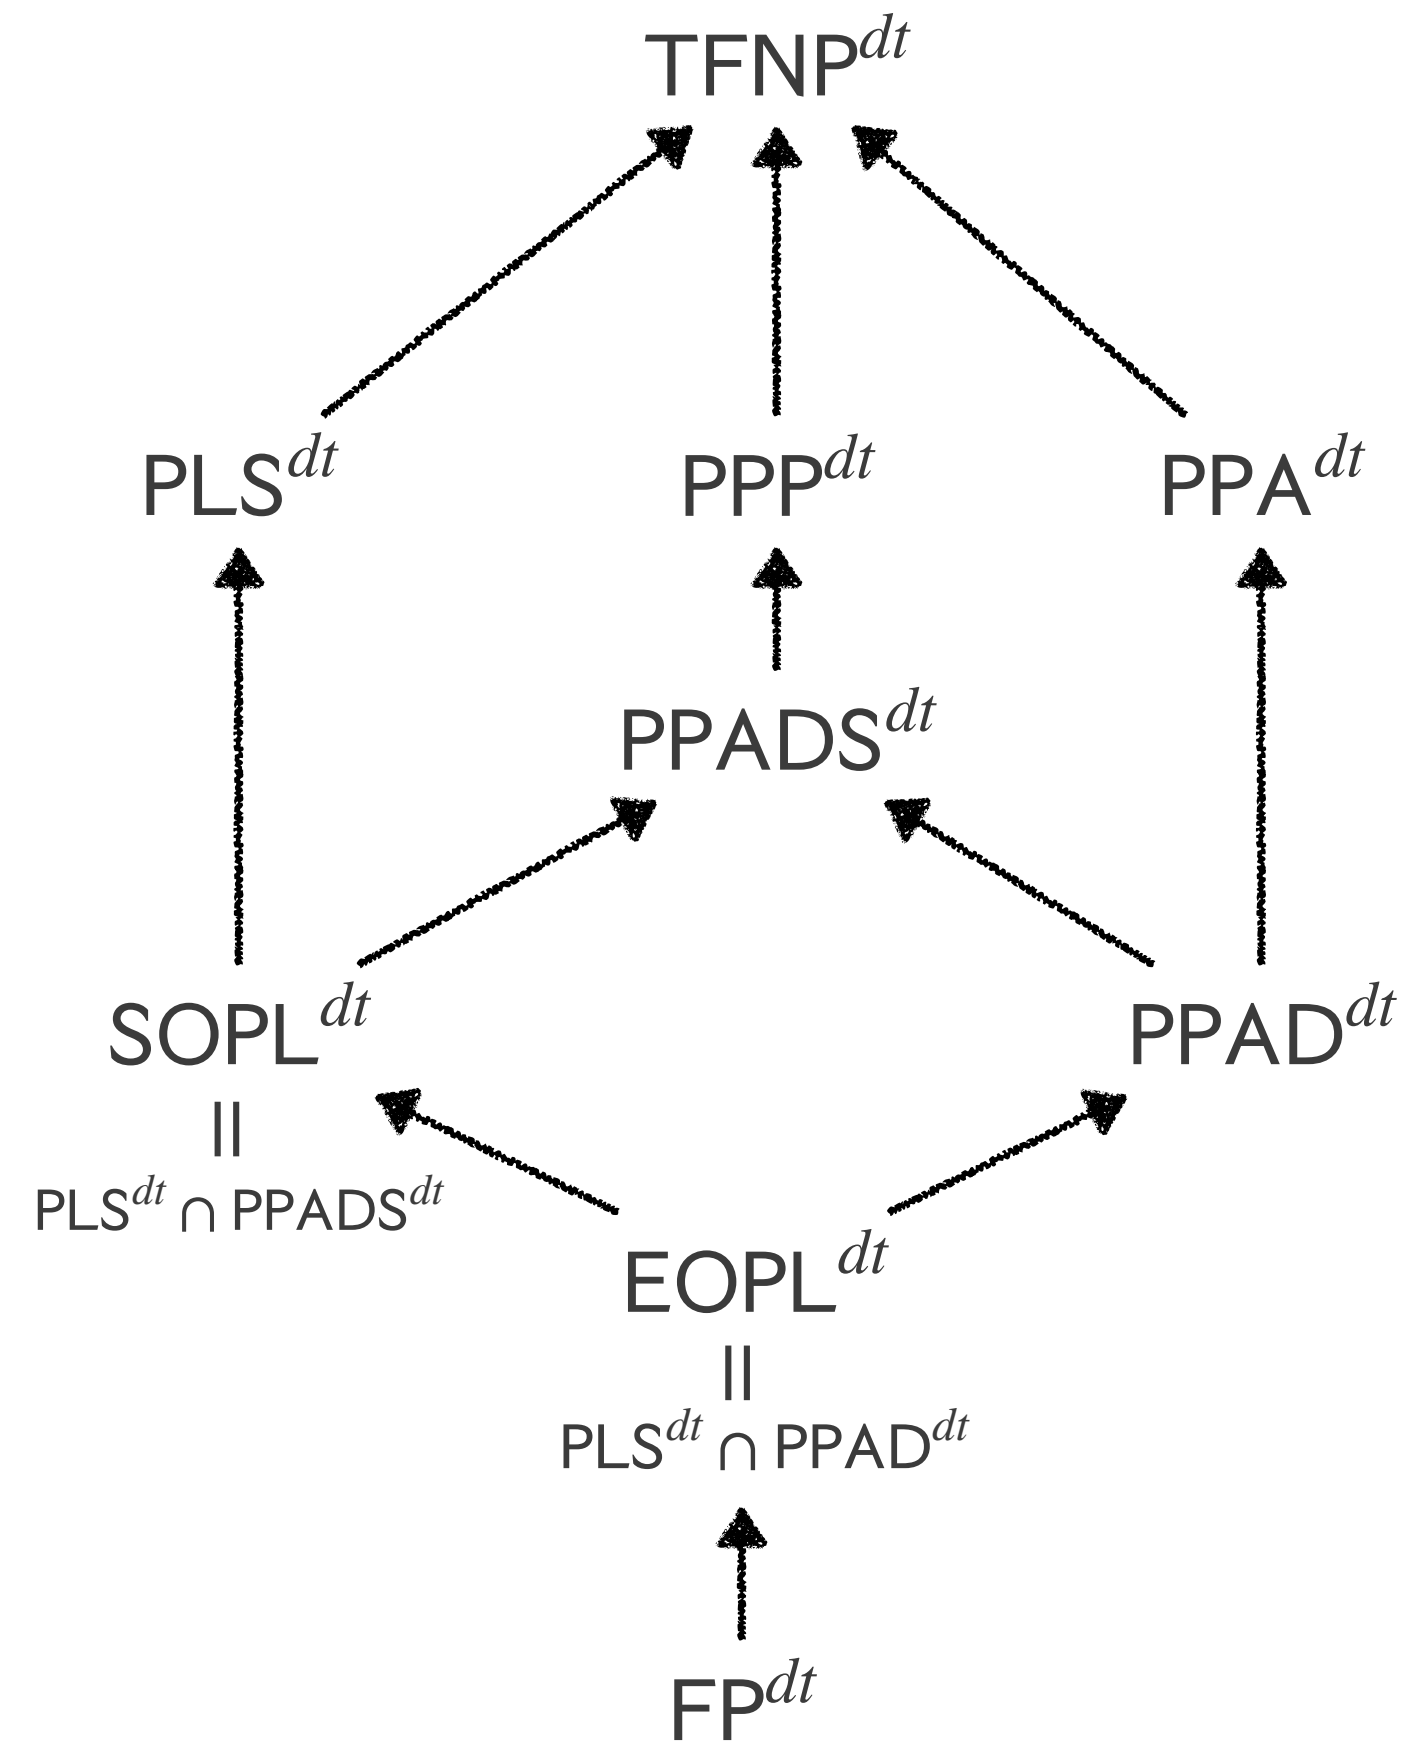 TFNP^dt
PLS^dt PPP^dt PPA^dt
PPADS^dt
SOPL^dt PPAD^dt
=
PLS^dt ∩ PPADS^dt
EOPL^dt
=
PLS^dt ∩ PPAD^dt
FP^dt